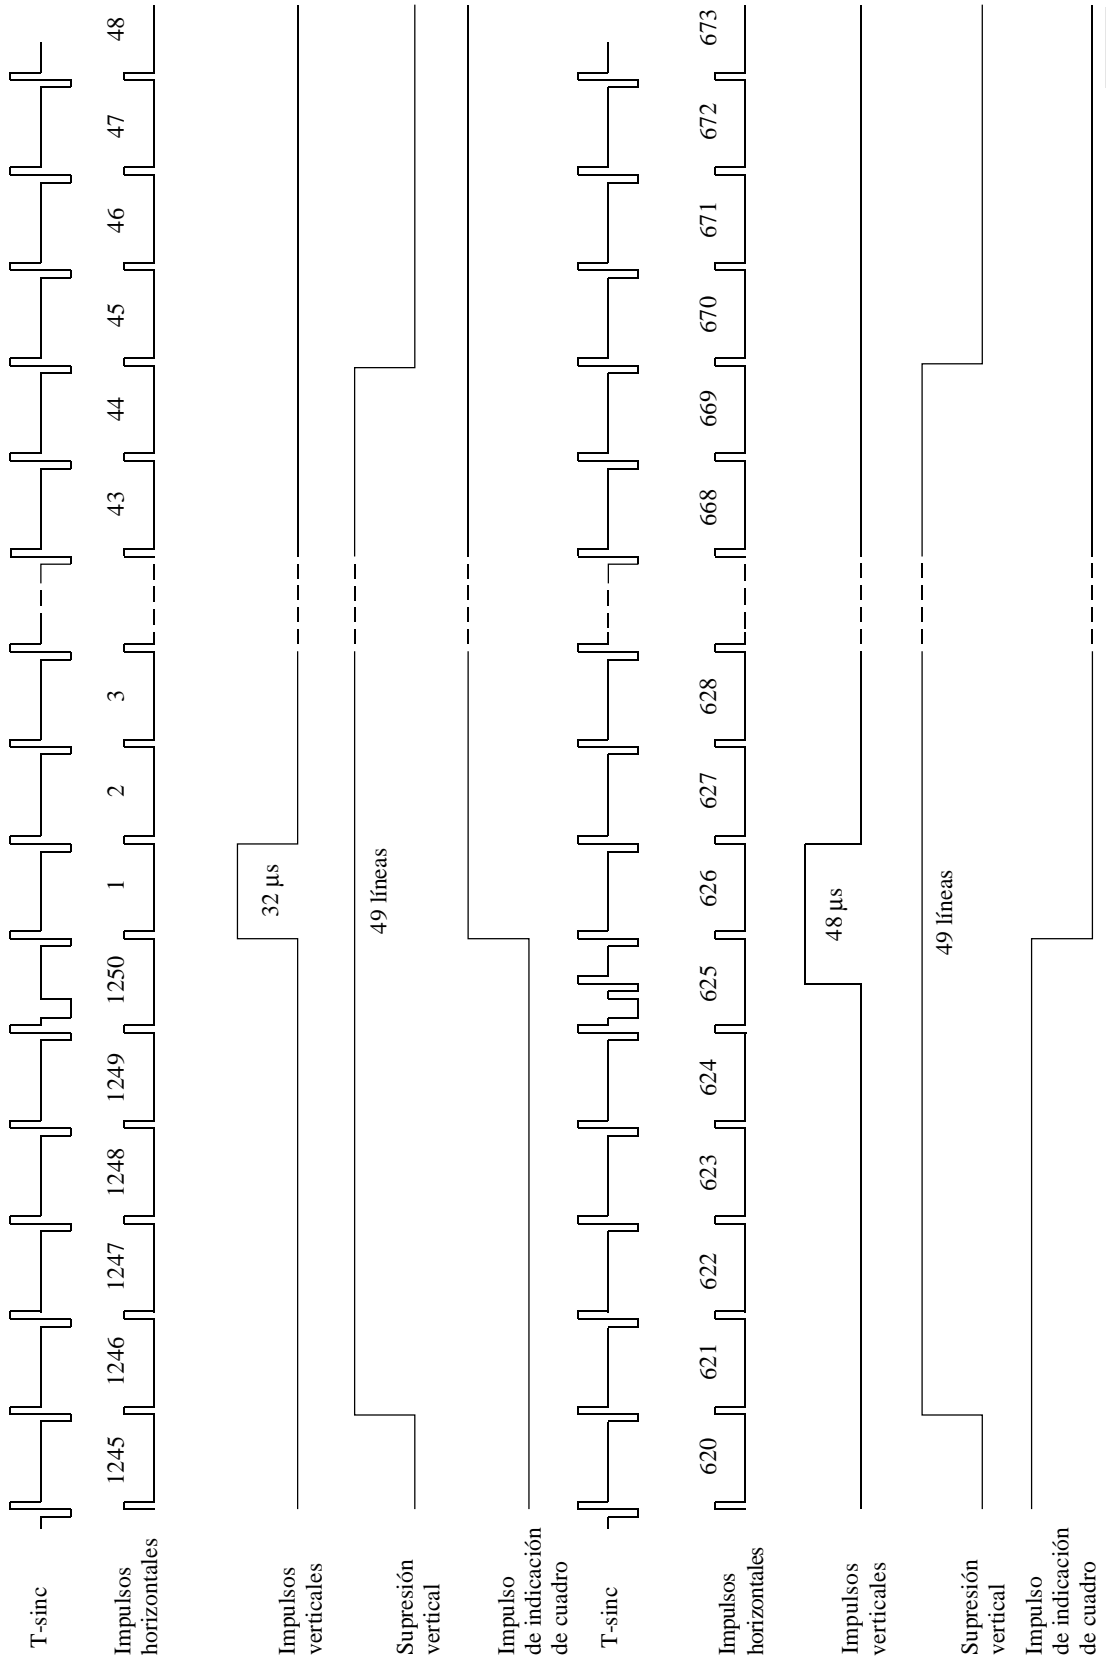 T-sinc
Impulsos
horizontales
1245 1246 1247 1248 1249 1250 1 2 3 43 44 45 46 47 48
Impulsos
verticales
32 µs
Supresión
vertical
49 líneas
Impulso
de indicación
de cuadro
T-sinc
Impulsos
horizontales
620 621 622 623 624 625 626 627 628 668 669 670 671 672 673
Impulsos
verticales
48 µs
Supresión
vertical
49 líneas
Impulso
de indicación
de cuadro